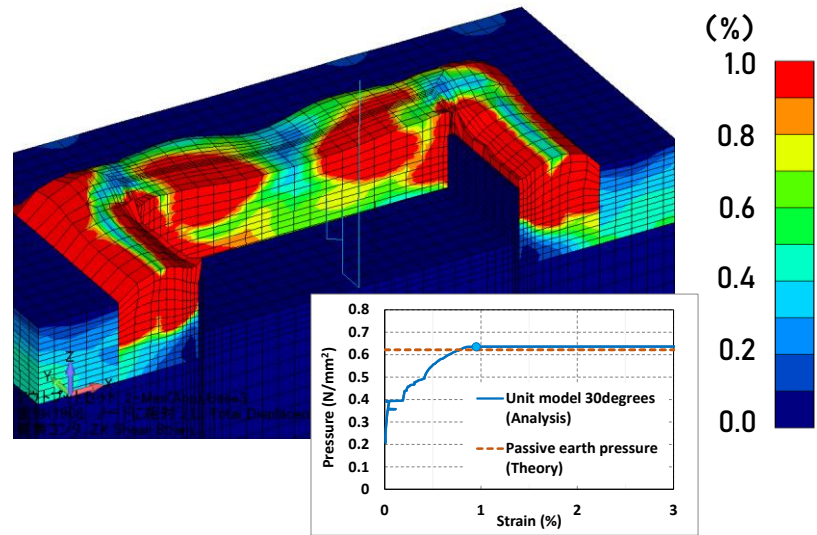 (%)
1.0
0.8
0.6
0.4
0.2
0.0
Z
Y
X
0.8
0.7
0.6
0.5
0.4
0.3
0.2
0.1
0
Pressure (N/mm²)
Unit model 30degrees
(Analysis)
Passive earth pressure
(Theory)
0 1 2 3
Strain (%)